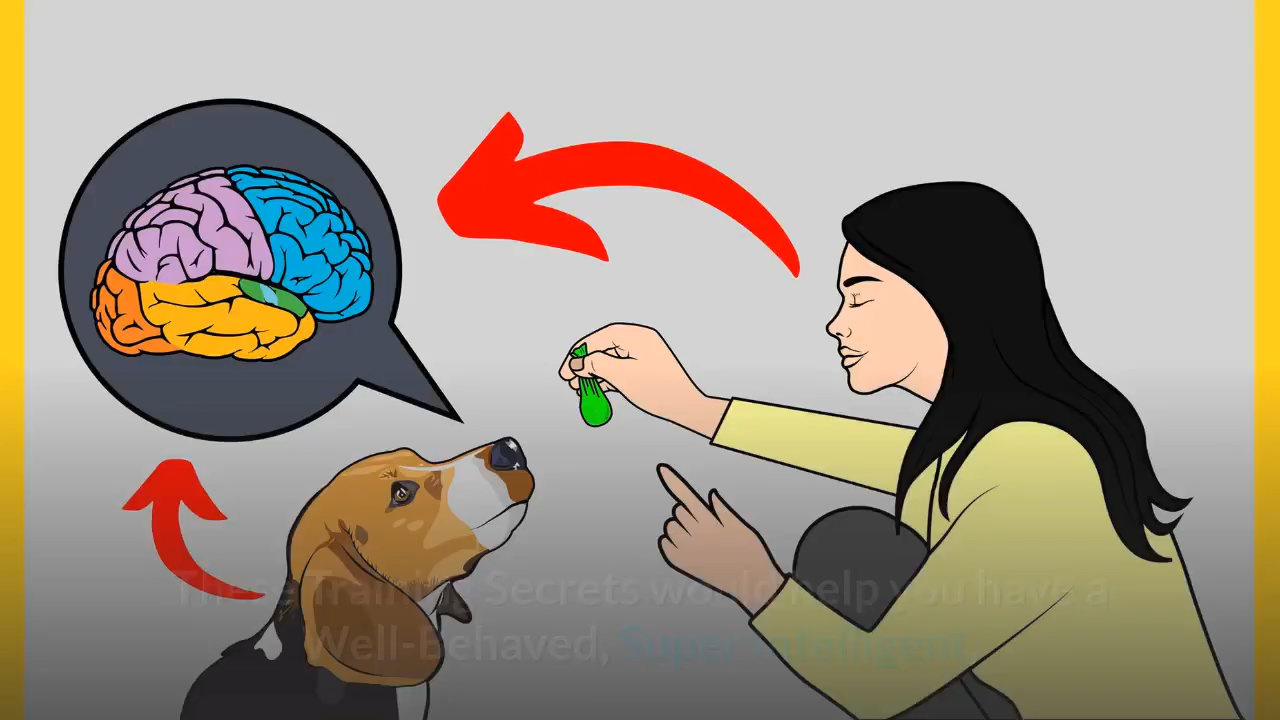 These Training Secrets would help you have a
Well-Behaved, Super Intelligent